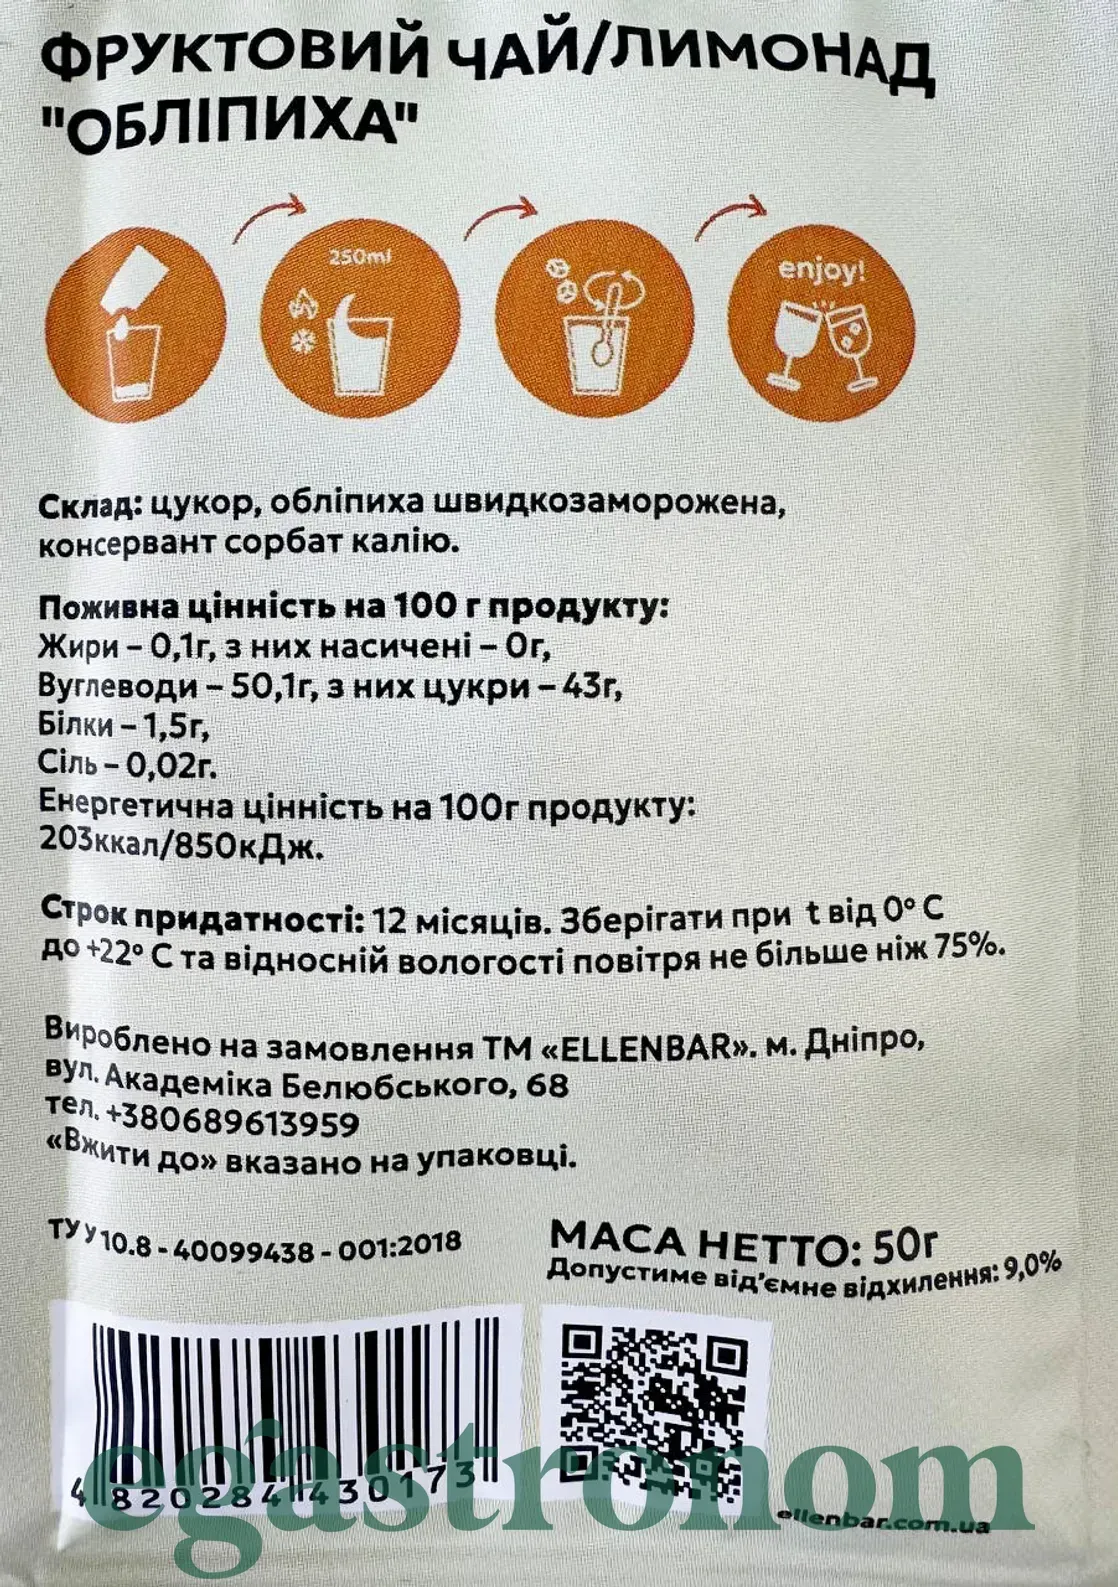 ФРУКТОВИЙ ЧАЙ/ЛИМОНАД
"ОБЛІПИХА"
250ml
enjoy!
Склад: цукор, обліпиха швидкозаморожена,
консервант сорбат калію.
Поживна цінність на 100 г продукту:
Жири – 0,1г, з них насичені – 0г,
Вуглеводи – 50,1г, з них цукри – 43г,
Білки – 1,5г,
Сіль – 0,02г.
Енергетична цінність на 100г продукту:
203ккал/850кДж.
Строк придатності: 12 місяців. Зберігати при t від 0° С
до +22° С та відносній вологості повітря не більше ніж 75%.
Вироблено на замовлення ТМ «ELLENBAR». м. Дніпро,
вул. Академіка Белюбського, 68
тел. +380689613959
«Вжити до» вказано на упаковці.
ТУ У 10.8 - 40099438 - 001:2018
МАСА НЕТТО: 50г
Допустиме від’ємне відхилення: 9,0%
4 820284 430173
egastronom
ellenbar.com.ua